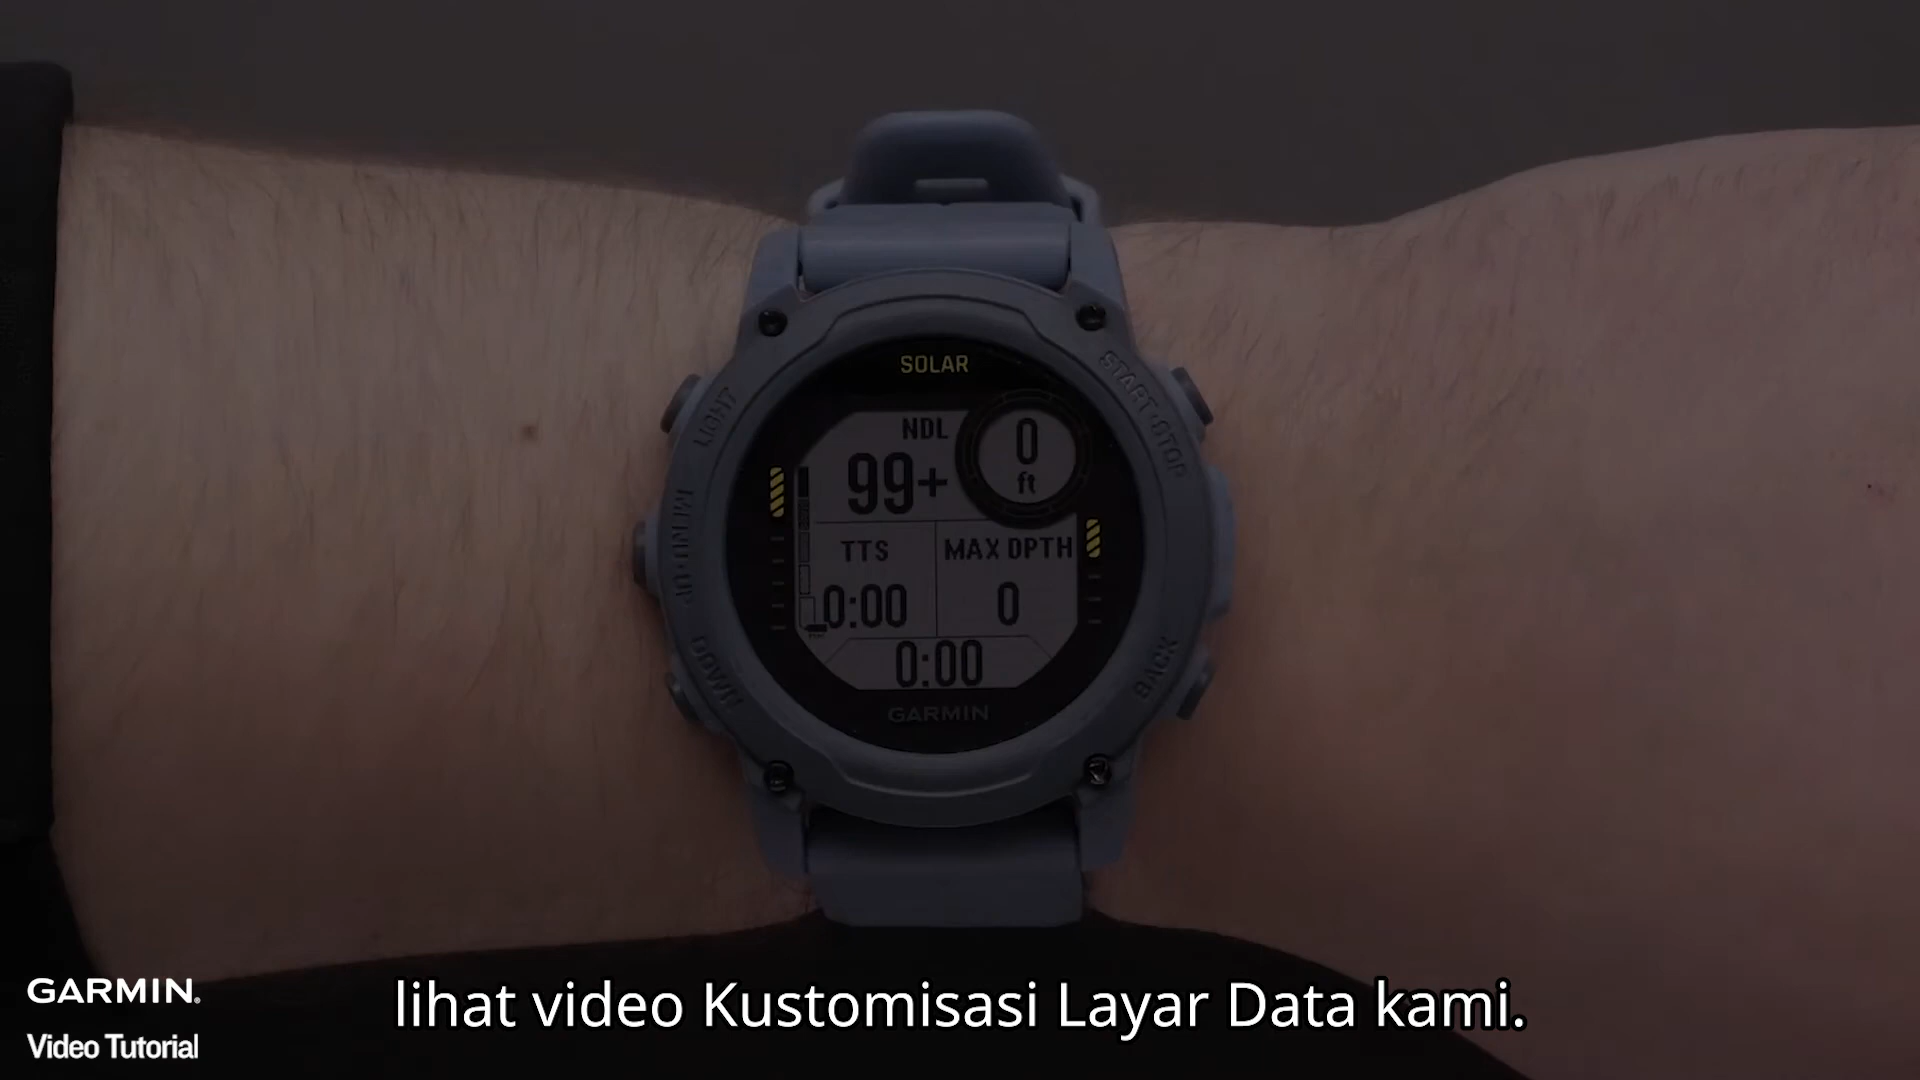 SOLAR
LIGHT
START·STOP
NDL
0
ft
99+
MENU·UP
TTS
MAX DPTH
0:00
0
0:00
DOWN
BACK
GARMIN
GARMIN®
lihat video Kustomisasi Layar Data kami.
Video Tutorial